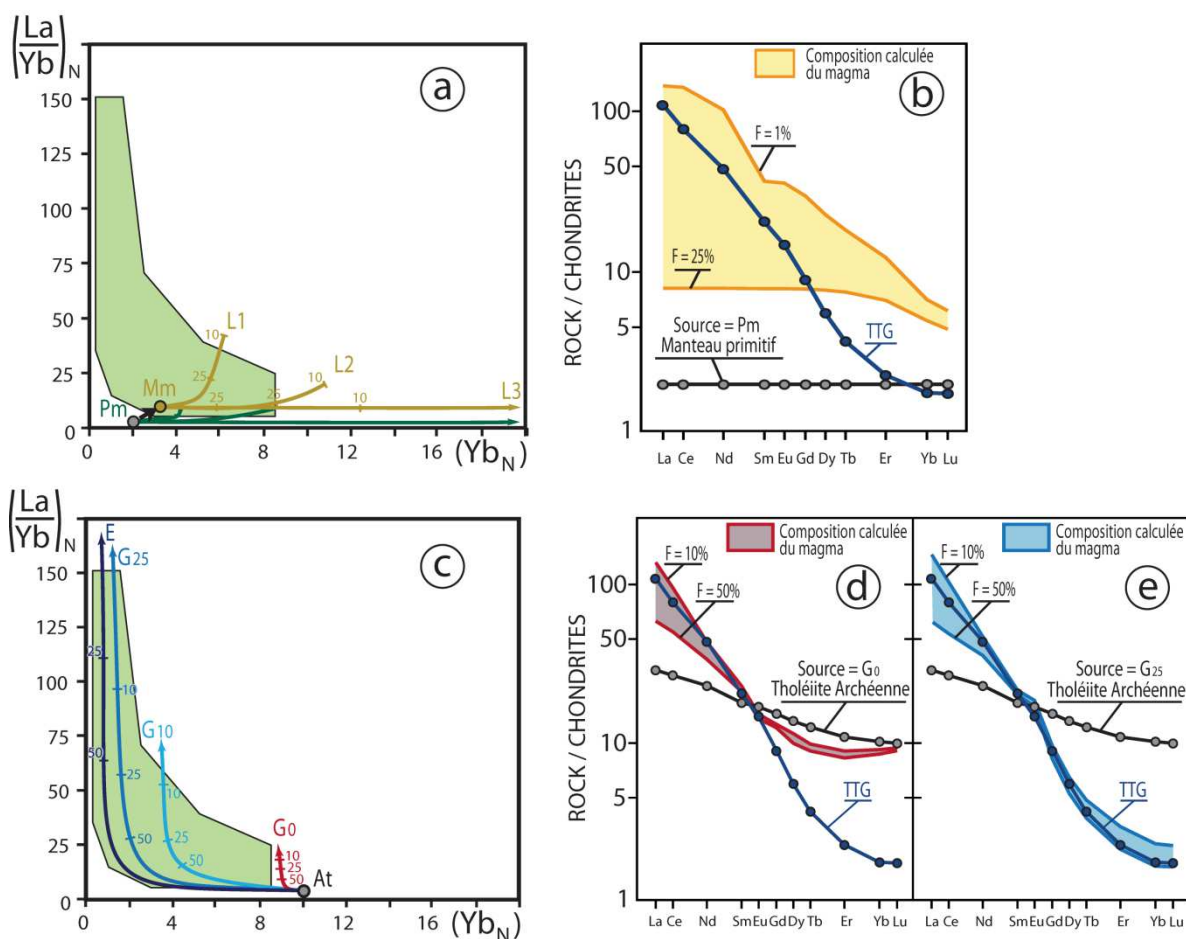 (La/Yb)N
a
150
125
100
75
50
25
0
L1
10
25
L2
10
25
L3
25
10
Mm
Pm
0
4
8
12
16
(YbN)
b
Composition calculée
du magma
ROCK / CHONDRITES
100
50
10
5
1
F = 1%
F = 25%
Source = Pm
Manteau primitif
TTG
La
Ce
Nd
Sm
Eu
Gd
Dy
Tb
Er
Yb
Lu
(La/Yb)N
c
150
125
100
75
50
25
0
E
G25
25
10
50
25
50
G10
10
25
50
G0
10
25
50
At
0
4
8
12
16
(YbN)
ROCK / CHONDRITES
100
50
10
5
1
Composition calculée
du magma
d
F = 10%
F = 50%
Source = G0
Tholéiite Archéenne
TTG
La
Ce
Nd
Sm
Eu
Gd
Dy
Tb
Er
Yb
Lu
Composition calculée
du magma
e
F = 10%
F = 50%
Source = G25
Tholéiite Archéenne
TTG
La
Ce
Nd
Sm
Eu
Gd
Dy
Tb
Er
Yb
Lu